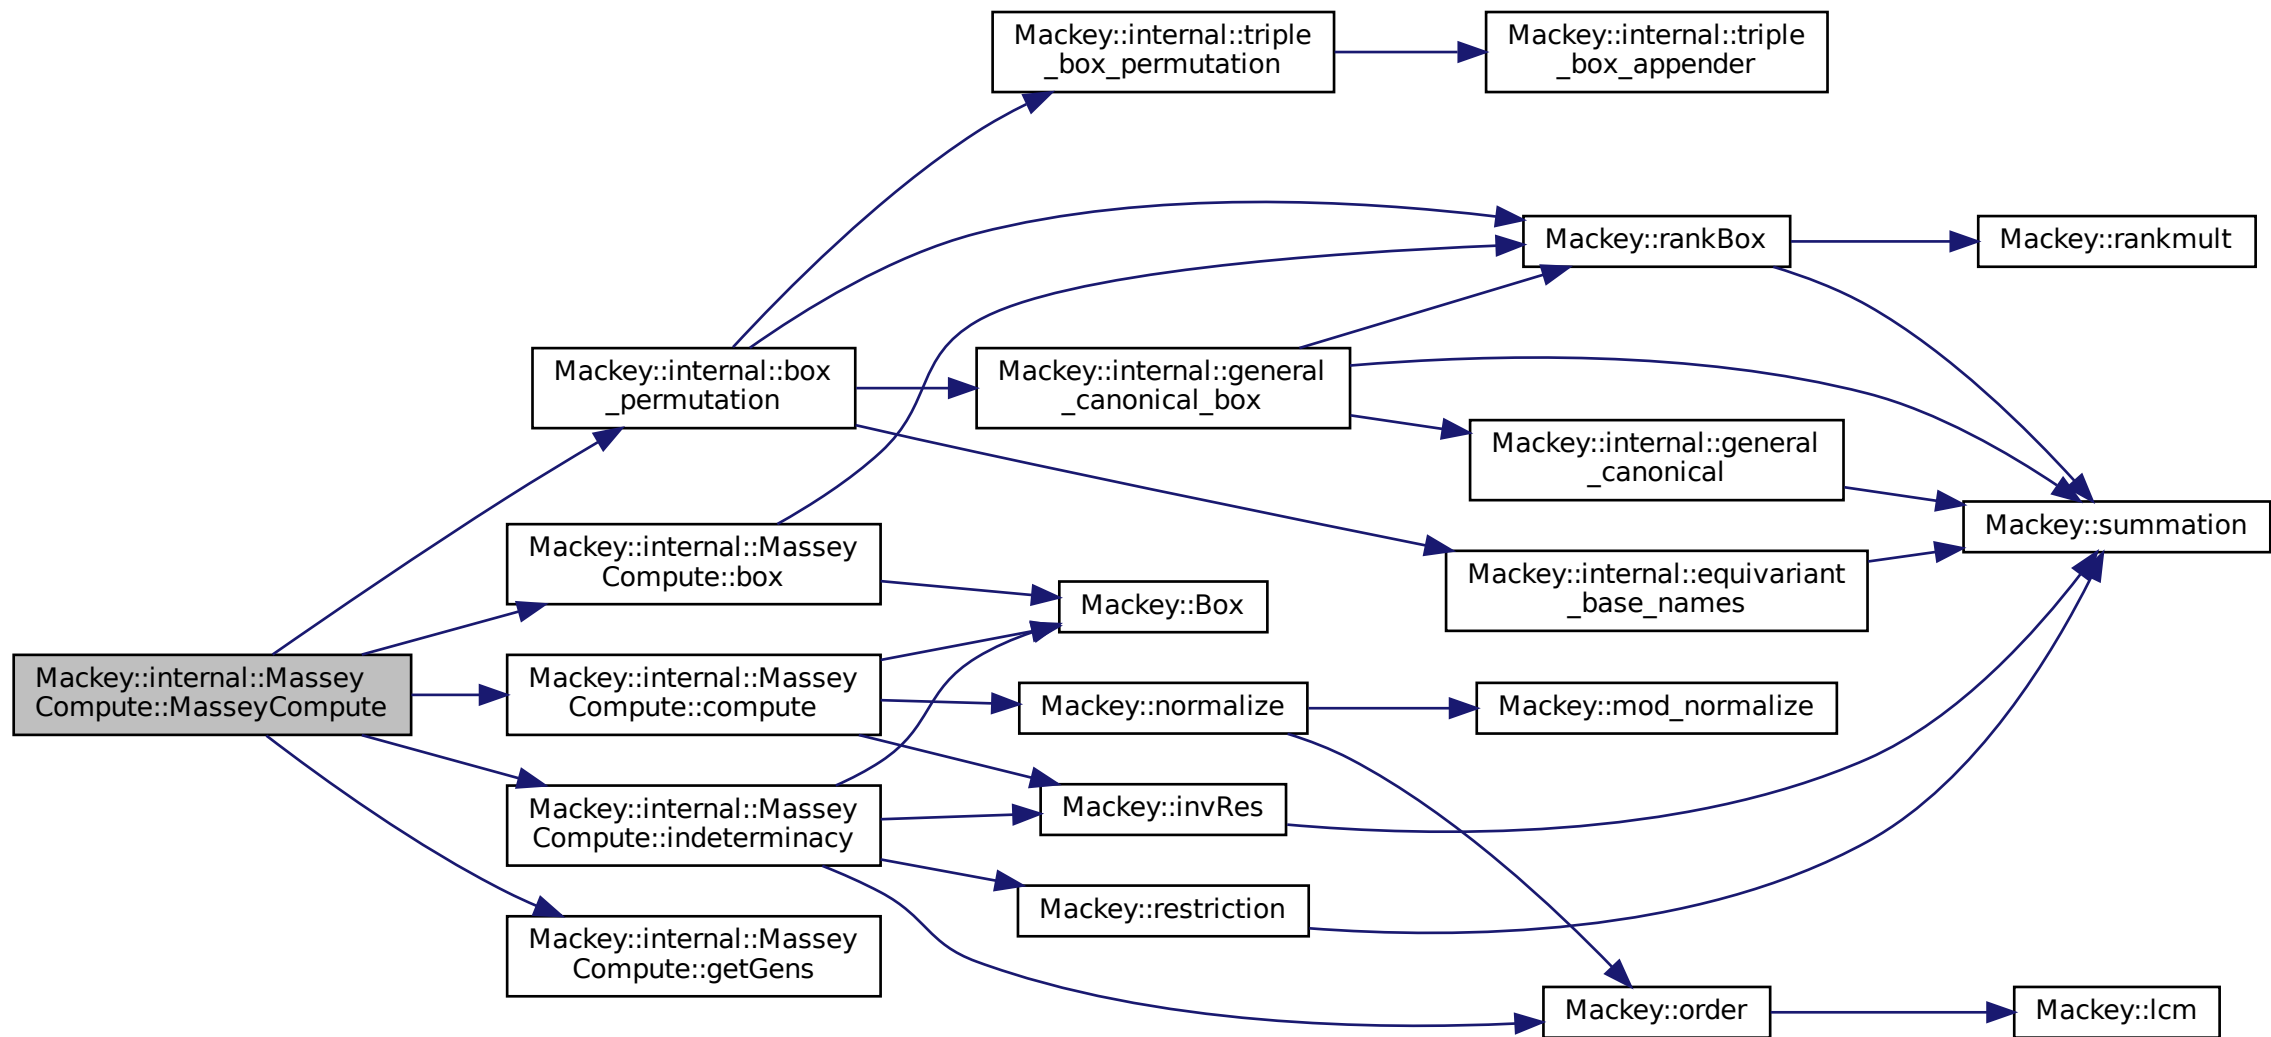 Mackey::internal::triple
_box_permutation
Mackey::internal::triple
_box_appender
Mackey::rankBox
Mackey::rankmult
Mackey::internal::box
_permutation
Mackey::internal::general
_canonical_box
Mackey::internal::general
_canonical
Mackey::summation
Mackey::internal::Massey
Compute::box
Mackey::Box
Mackey::internal::equivariant
_base_names
Mackey::internal::Massey
Compute::MasseyCompute
Mackey::internal::Massey
Compute::compute
Mackey::normalize
Mackey::mod_normalize
Mackey::internal::Massey
Compute::indeterminacy
Mackey::invRes
Mackey::restriction
Mackey::internal::Massey
Compute::getGens
Mackey::order
Mackey::lcm